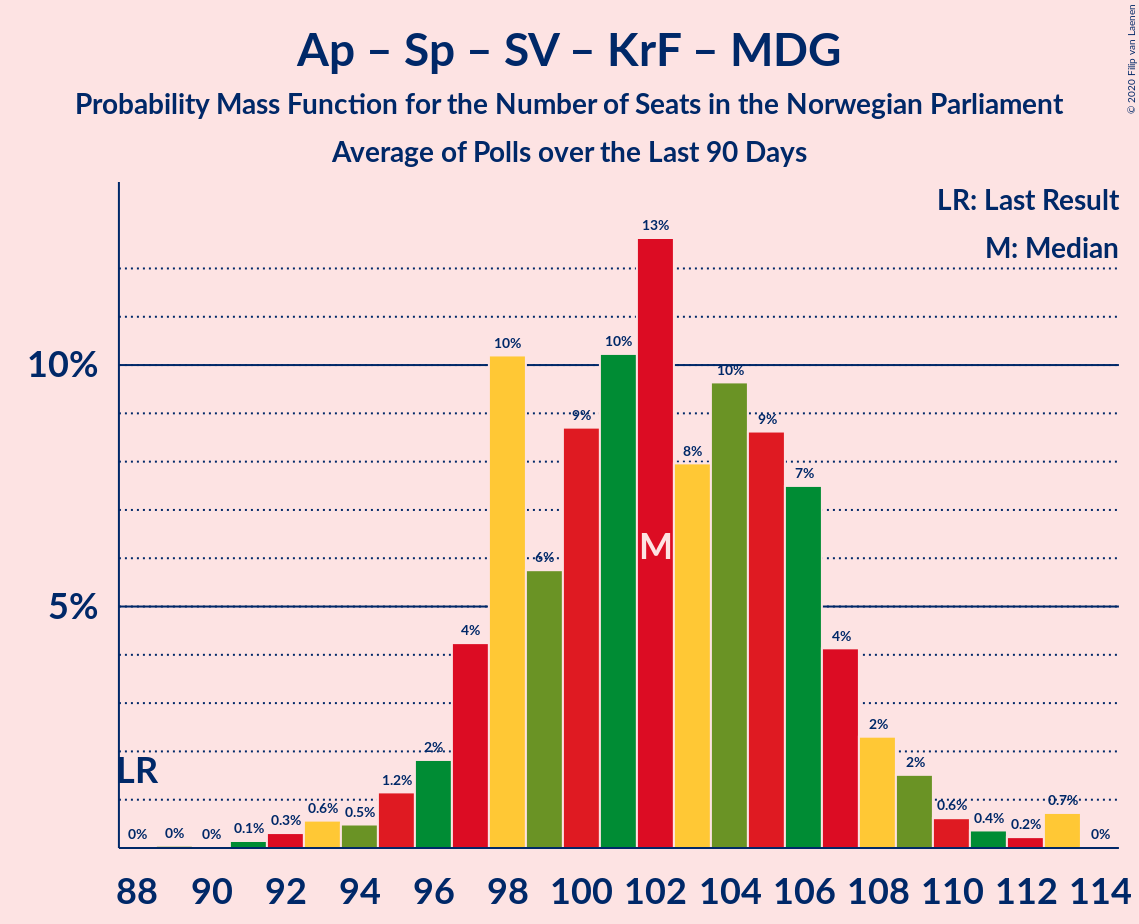 Ap – Sp – SV – KrF – MDG
Probability Mass Function for the Number of Seats in the Norwegian Parliament
Average of Polls over the Last 90 Days
© 2020 Filip van Laenen
LR: Last Result
M: Median
10%
5%
0% 0% 0% 0.1% 0.3% 0.6% 0.5% 1.2% 2% 4% 10% 6% 9% 10% 13% 8% 10% 9% 7% 4% 2% 2% 0.6% 0.4% 0.2% 0.7% 0%
M
LR
88 90 92 94 96 98 100 102 104 106 108 110 112 114